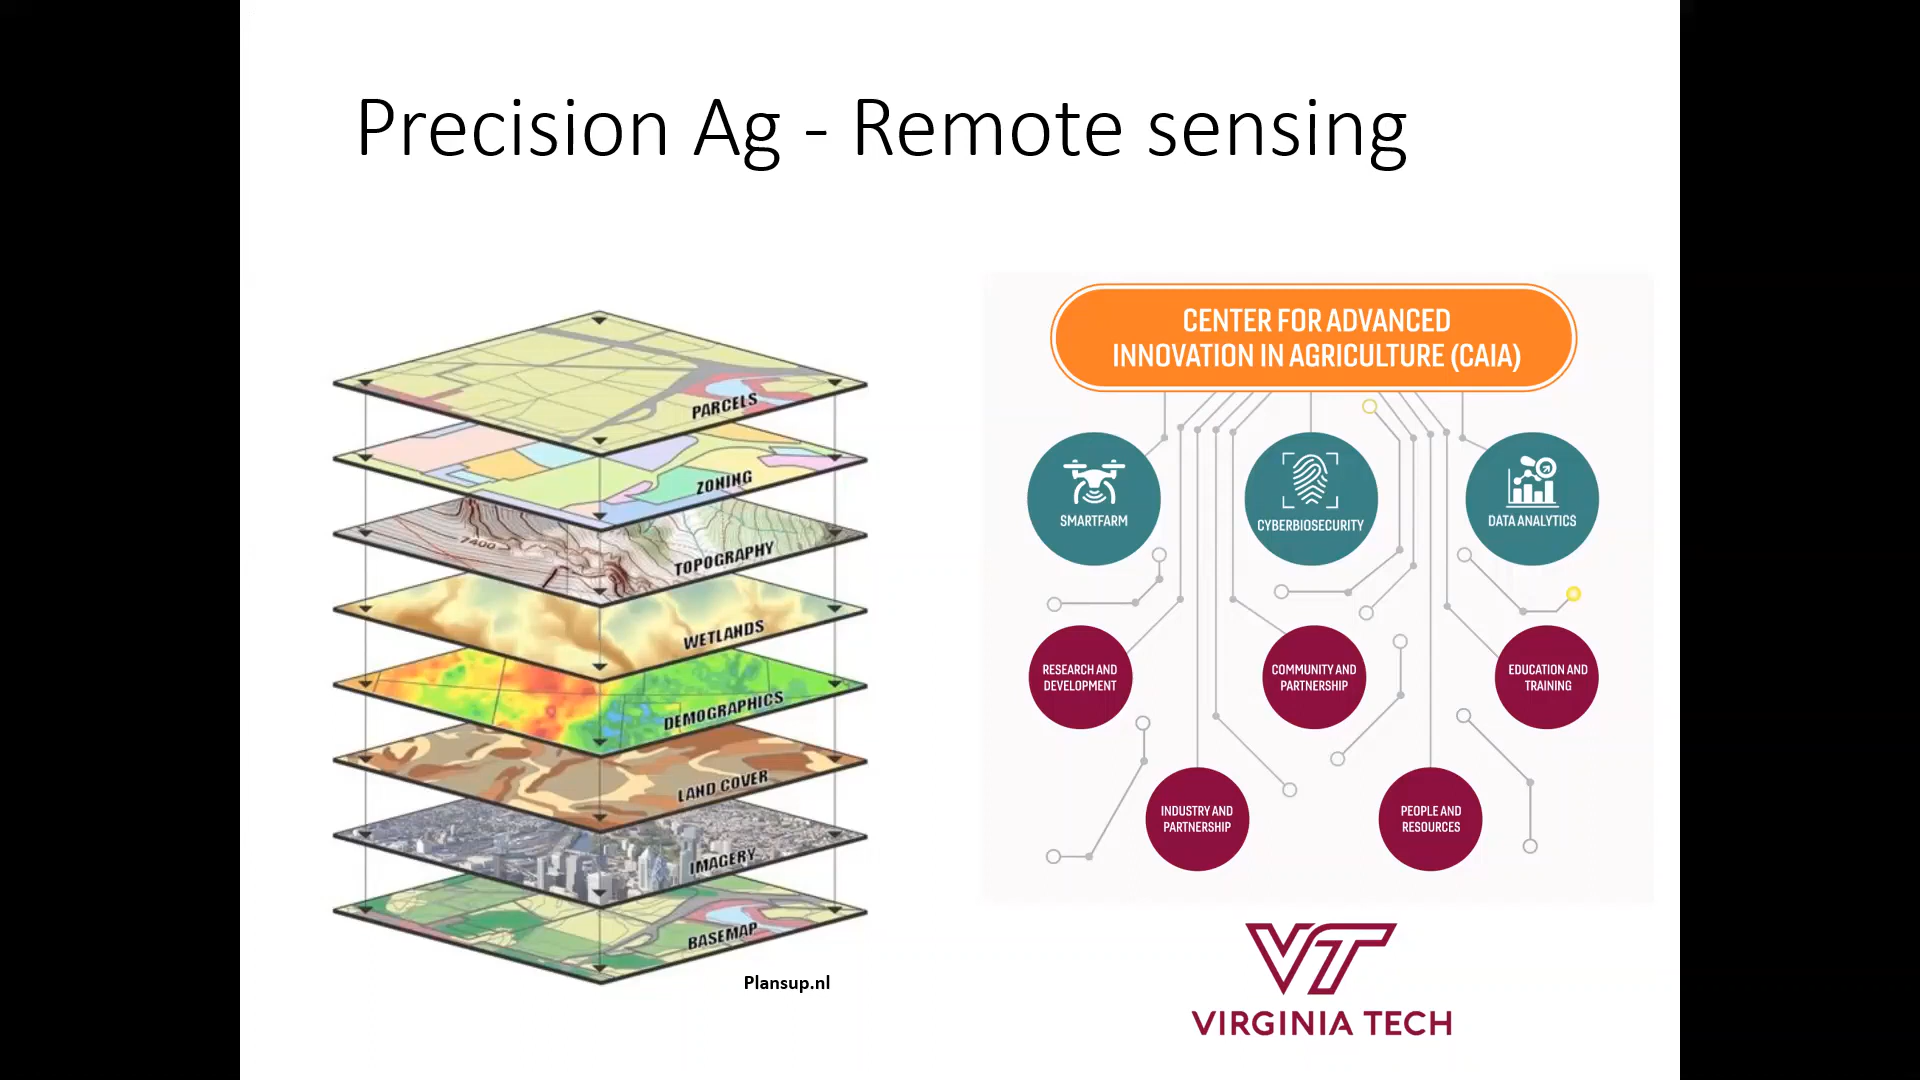 Precision Ag - Remote sensing
PARCELS
ZONING
7400
TOPOGRAPHY
WETLANDS
DEMOGRAPHICS
LAND COVER
IMAGERY
BASEMAP
Plansup.nl
CENTER FOR ADVANCED
INNOVATION IN AGRICULTURE (CAIA)
SMARTFARM
CYBERBIOSECURITY
DATA ANALYTICS
RESEARCH AND
DEVELOPMENT
COMMUNITY AND
PARTNERSHIP
EDUCATION AND
TRAINING
INDUSTRY AND
PARTNERSHIP
PEOPLE AND
RESOURCES
VT
VIRGINIA TECH